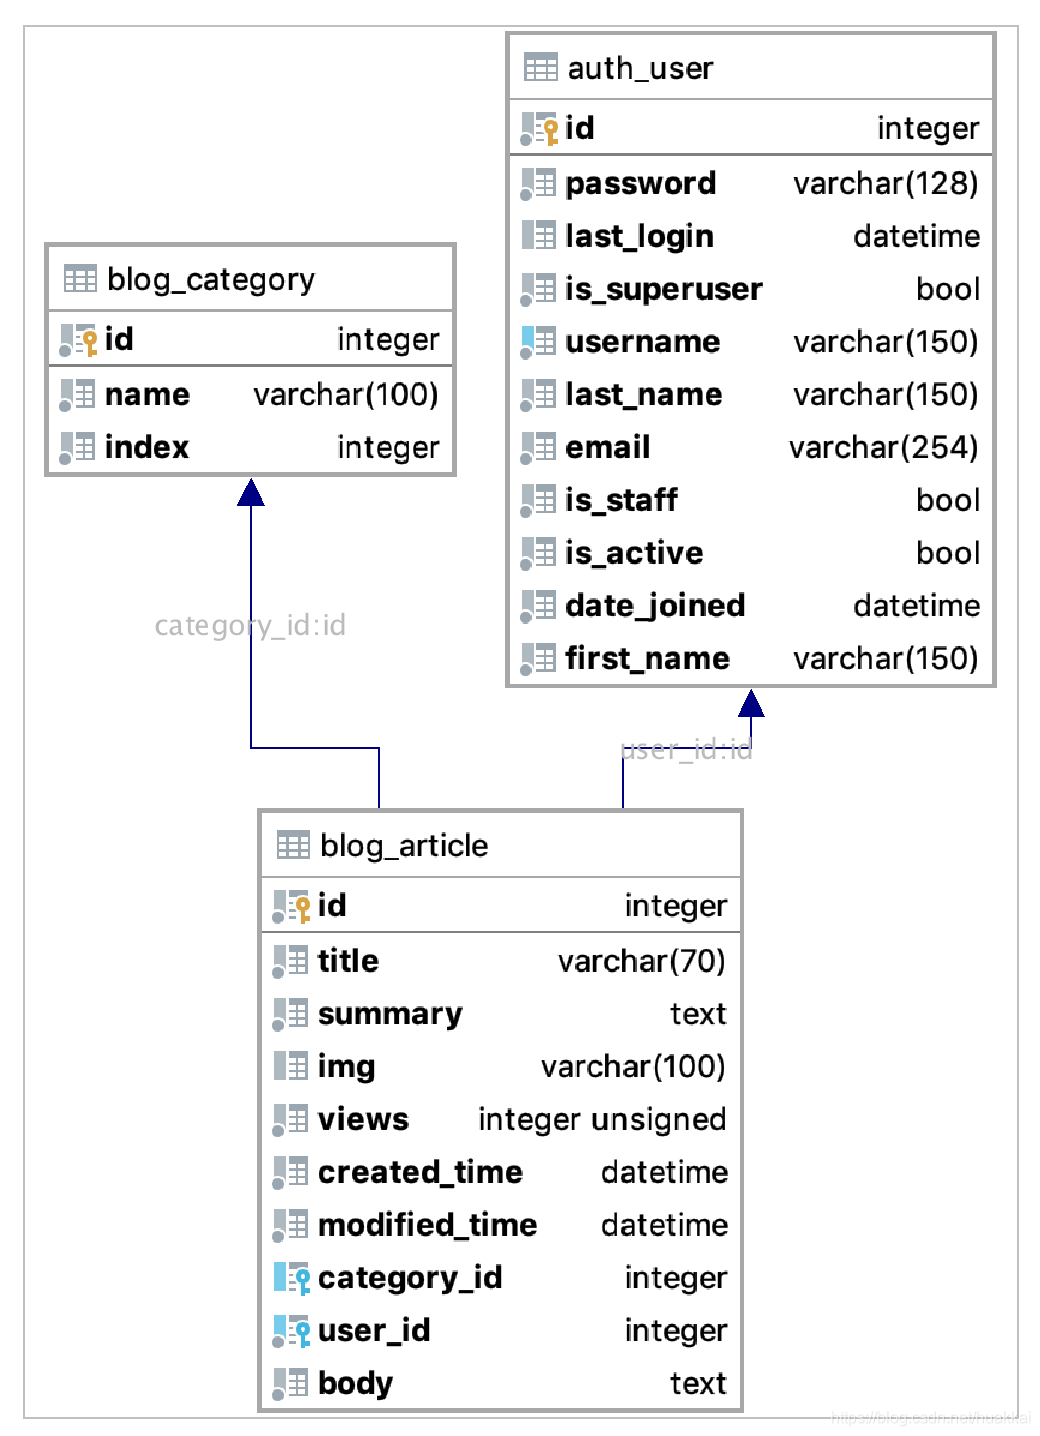 auth_user
id integer
password varchar(128)
last_login datetime
is_superuser bool
username varchar(150)
last_name varchar(150)
email varchar(254)
is_staff bool
is_active bool
date_joined datetime
first_name varchar(150)
blog_category
id integer
name varchar(100)
index integer
category_id:id
user_id:id
blog_article
id integer
title varchar(70)
summary text
img varchar(100)
views integer unsigned
created_time datetime
modified_time datetime
category_id integer
user_id integer
body text
https://blog.csdn.net/huekkai